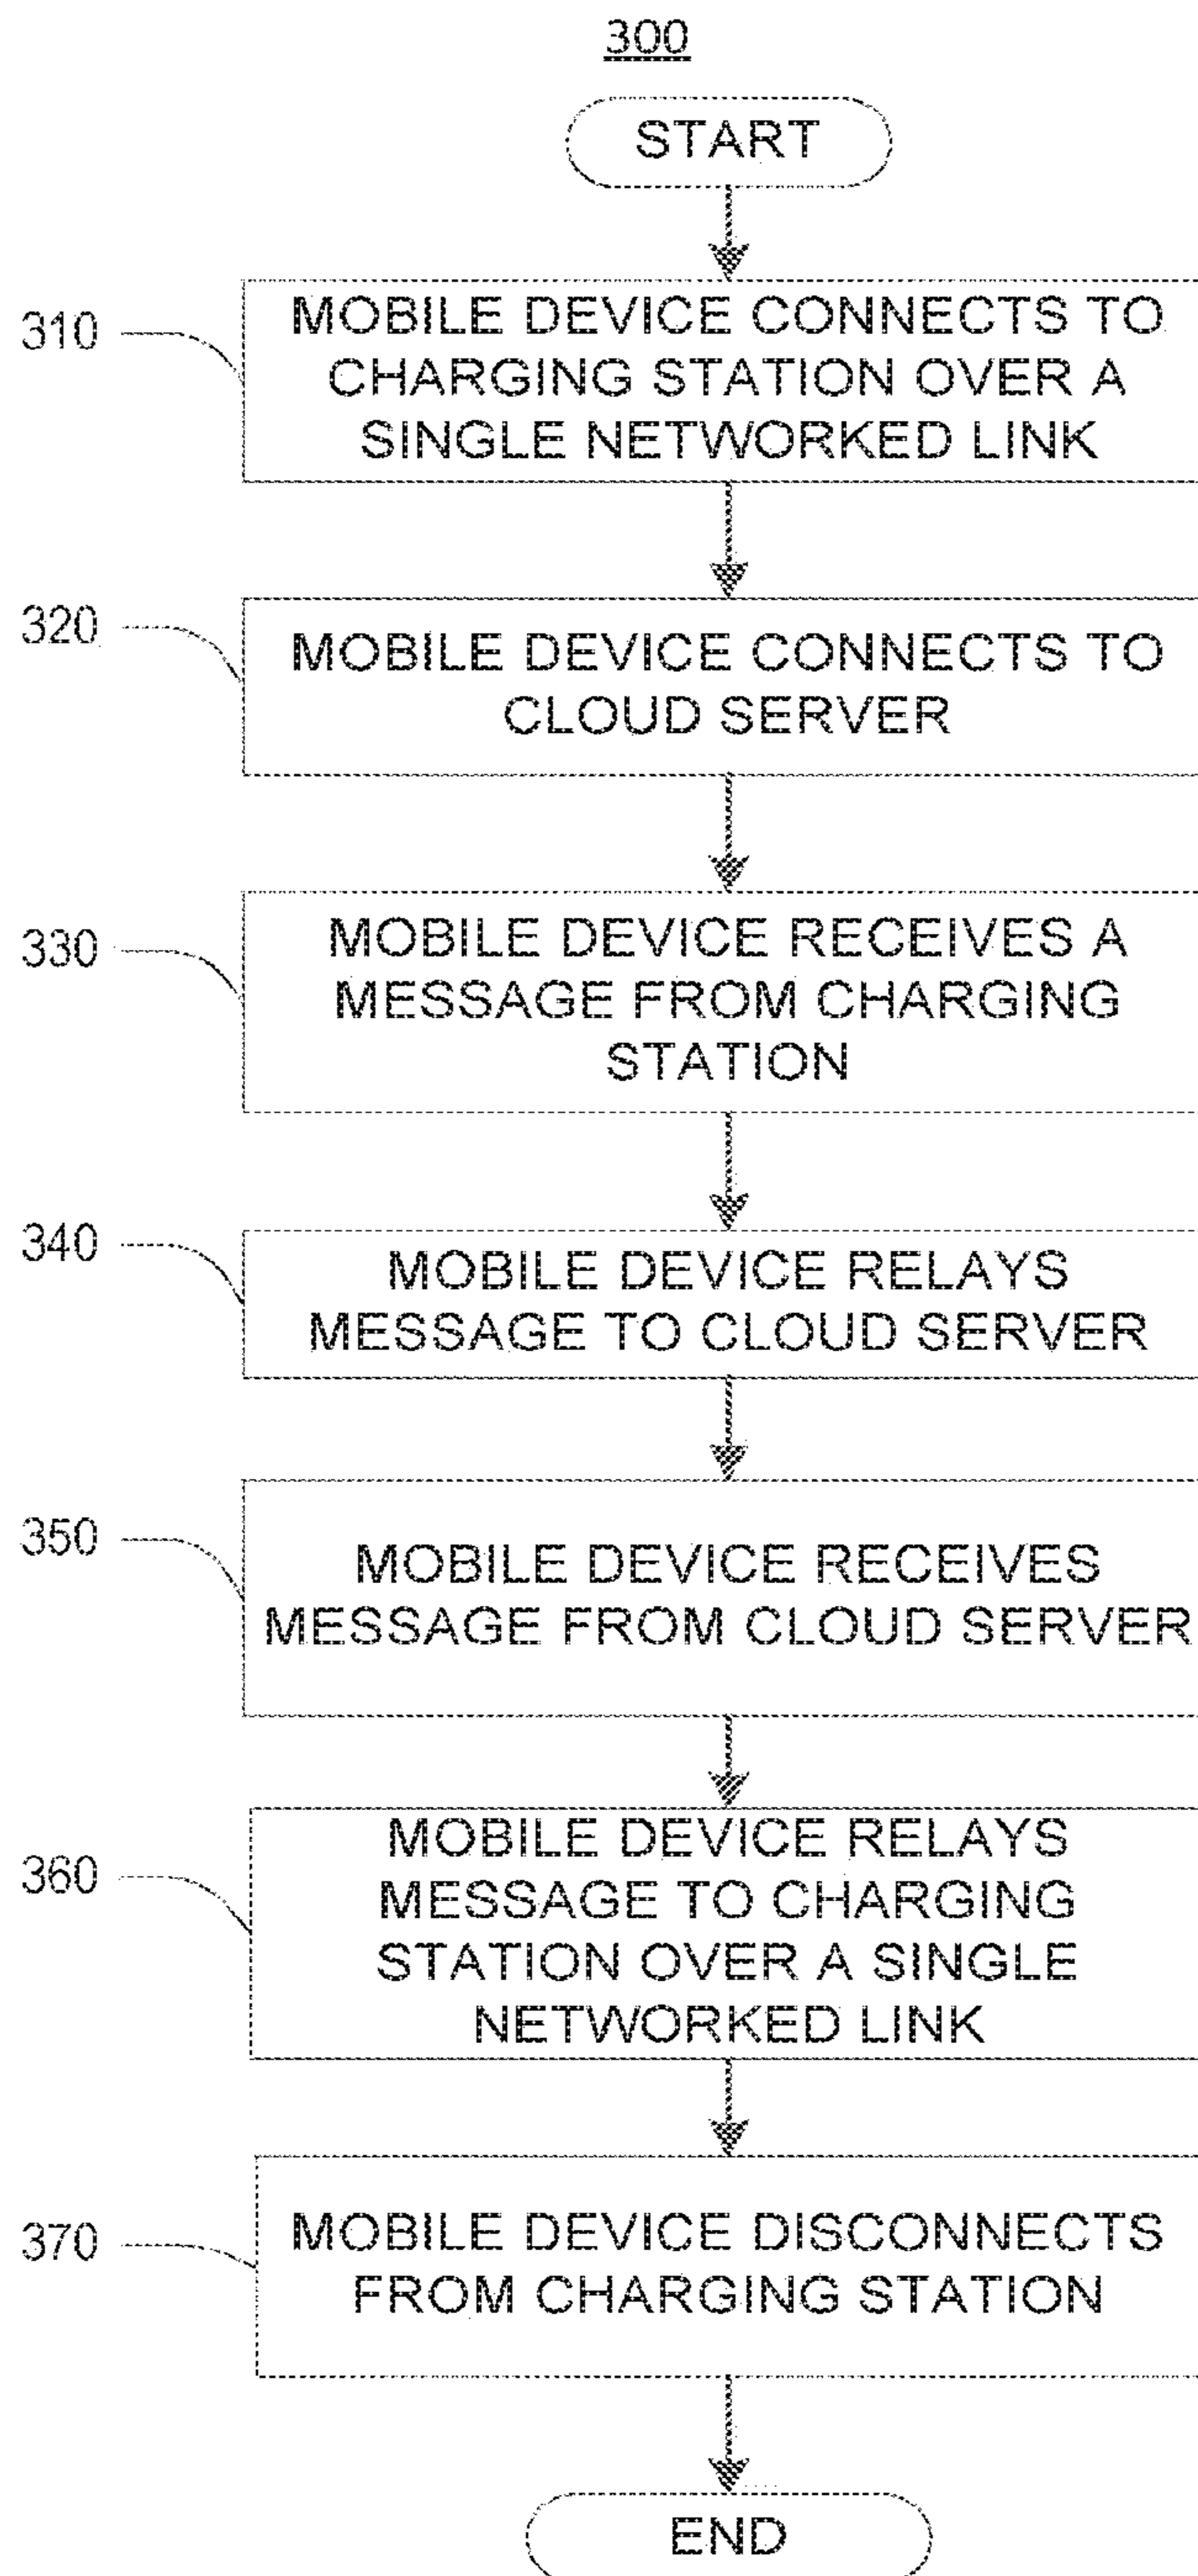 300
START
310
MOBILE DEVICE CONNECTS TO
CHARGING STATION OVER A
SINGLE NETWORKED LINK
320
MOBILE DEVICE CONNECTS TO
CLOUD SERVER
330
MOBILE DEVICE RECEIVES A
MESSAGE FROM CHARGING
STATION
340
MOBILE DEVICE RELAYS
MESSAGE TO CLOUD SERVER
350
MOBILE DEVICE RECEIVES
MESSAGE FROM CLOUD SERVER
360
MOBILE DEVICE RELAYS
MESSAGE TO CHARGING
STATION OVER A SINGLE
NETWORKED LINK
370
MOBILE DEVICE DISCONNECTS
FROM CHARGING STATION
END